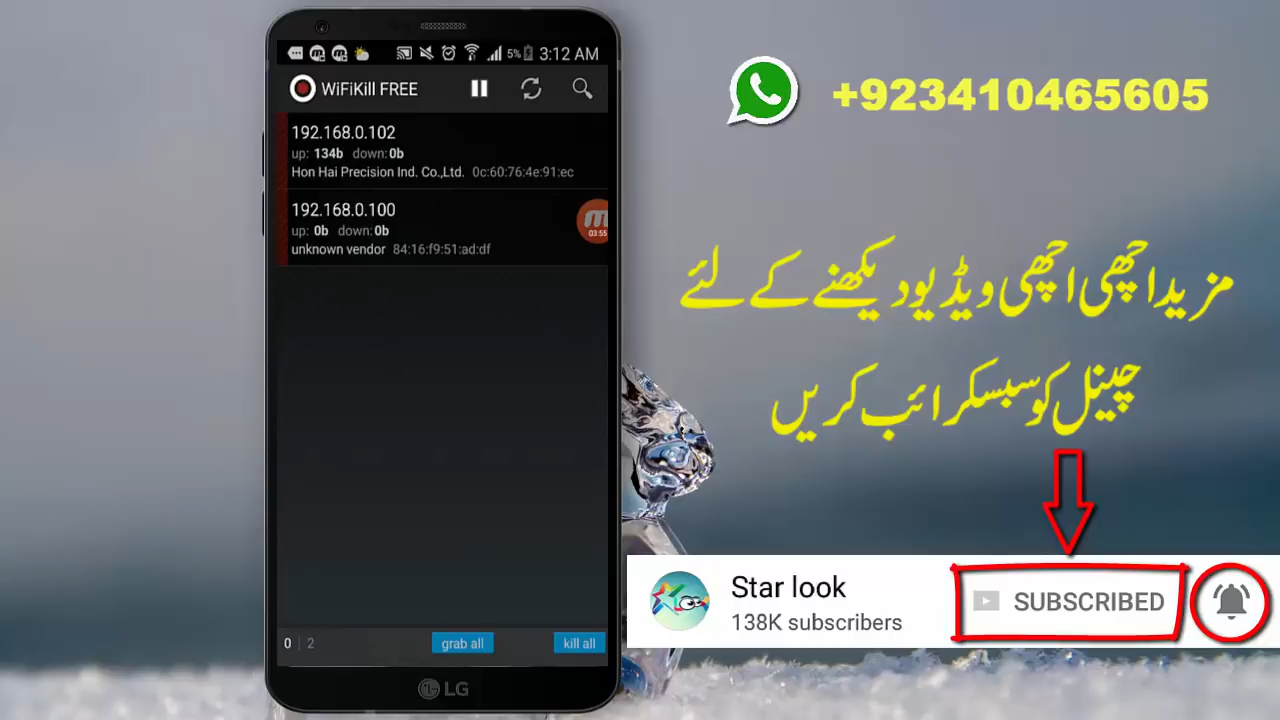 5% 3:12 AM
WiFiKill FREE
192.168.0.102
up: 134b down: 0b
Hon Hai Precision Ind. Co.,Ltd. 0c:60:76:4e:91:ec
192.168.0.100
up: 0b down: 0b
unknown vendor 84:16:f9:51:ad:df
03:55
0 | 2 grab all kill all
LG
+923410465605
مزید اچھی اچھی ویڈیو دیکھنے کے لئے
چینل کو سبسکرائب کریں
Star look
138K subscribers
SUBSCRIBED